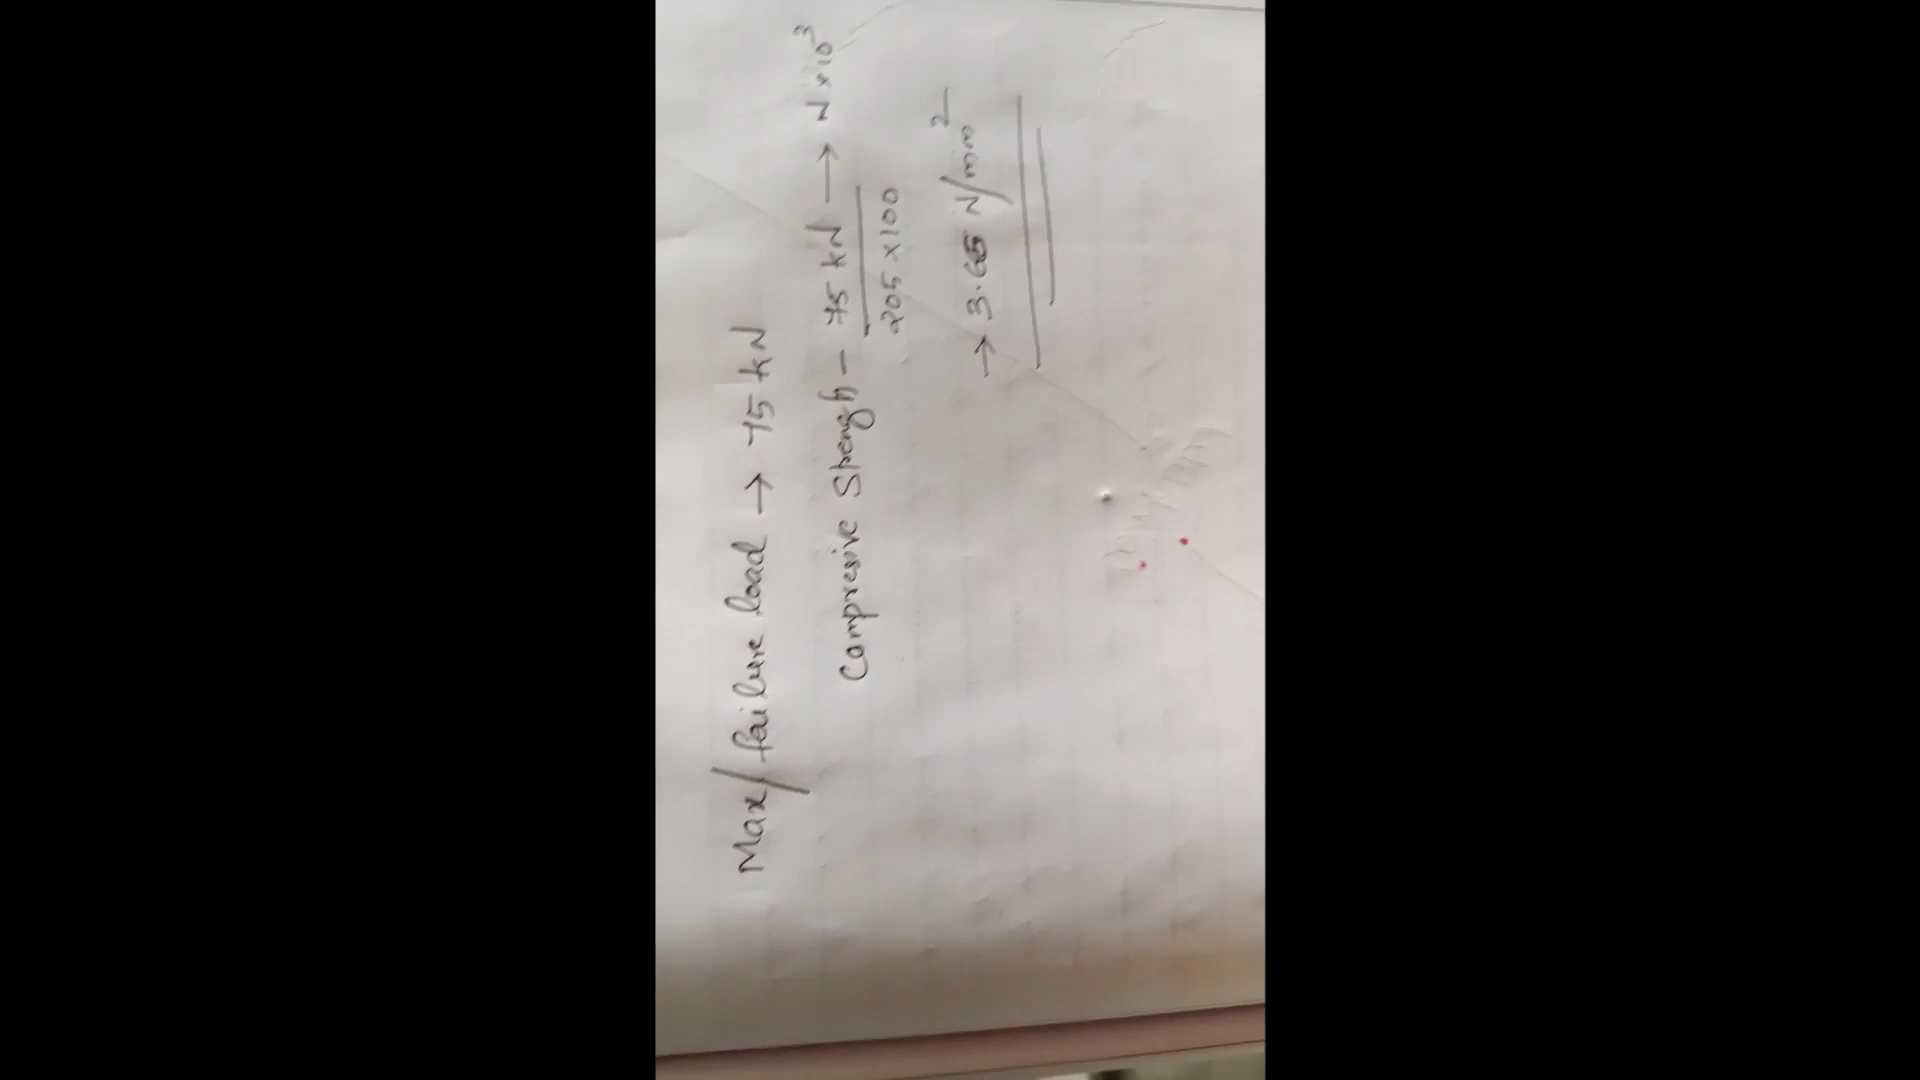 Max/failure load → 75 kN
Compressive Strength - 75 kN → N×10³
205×100
→ 3.65 N/mm²